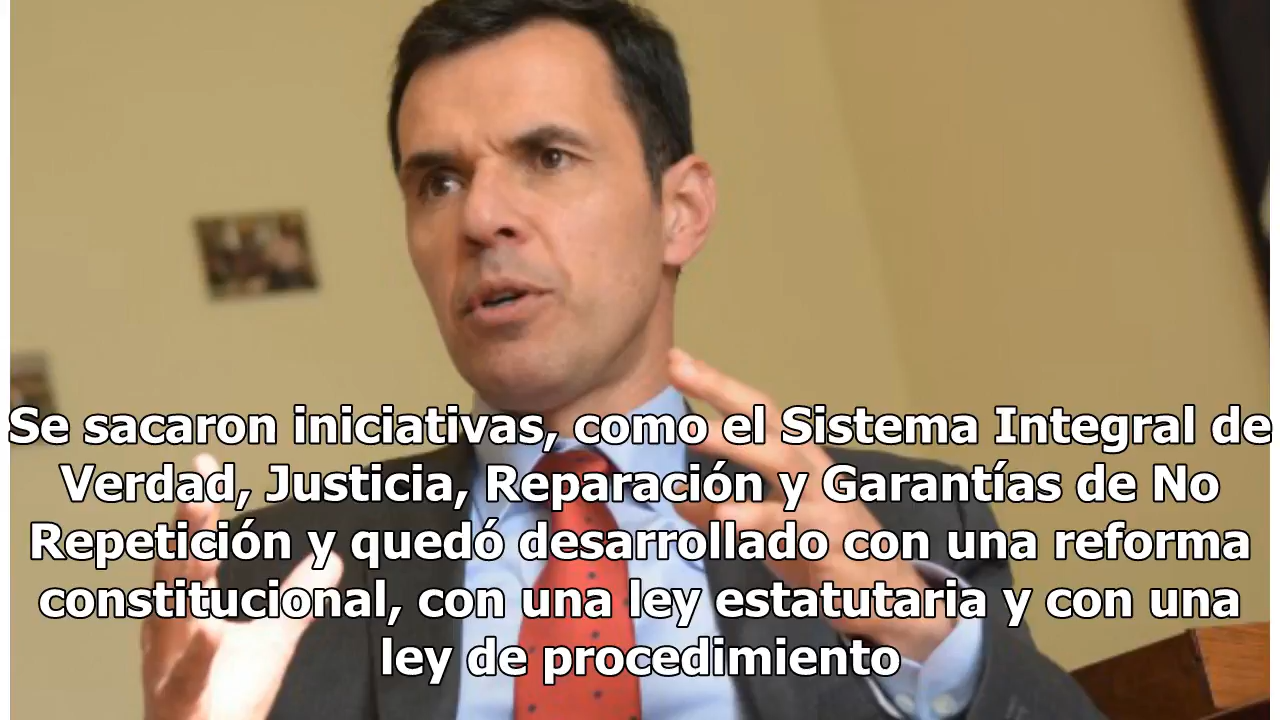 Se sacaron iniciativas, como el Sistema Integral de
Verdad, Justicia, Reparación y Garantías de No
Repetición y quedó desarrollado con una reforma
constitucional, con una ley estatutaria y con una
ley de procedimiento